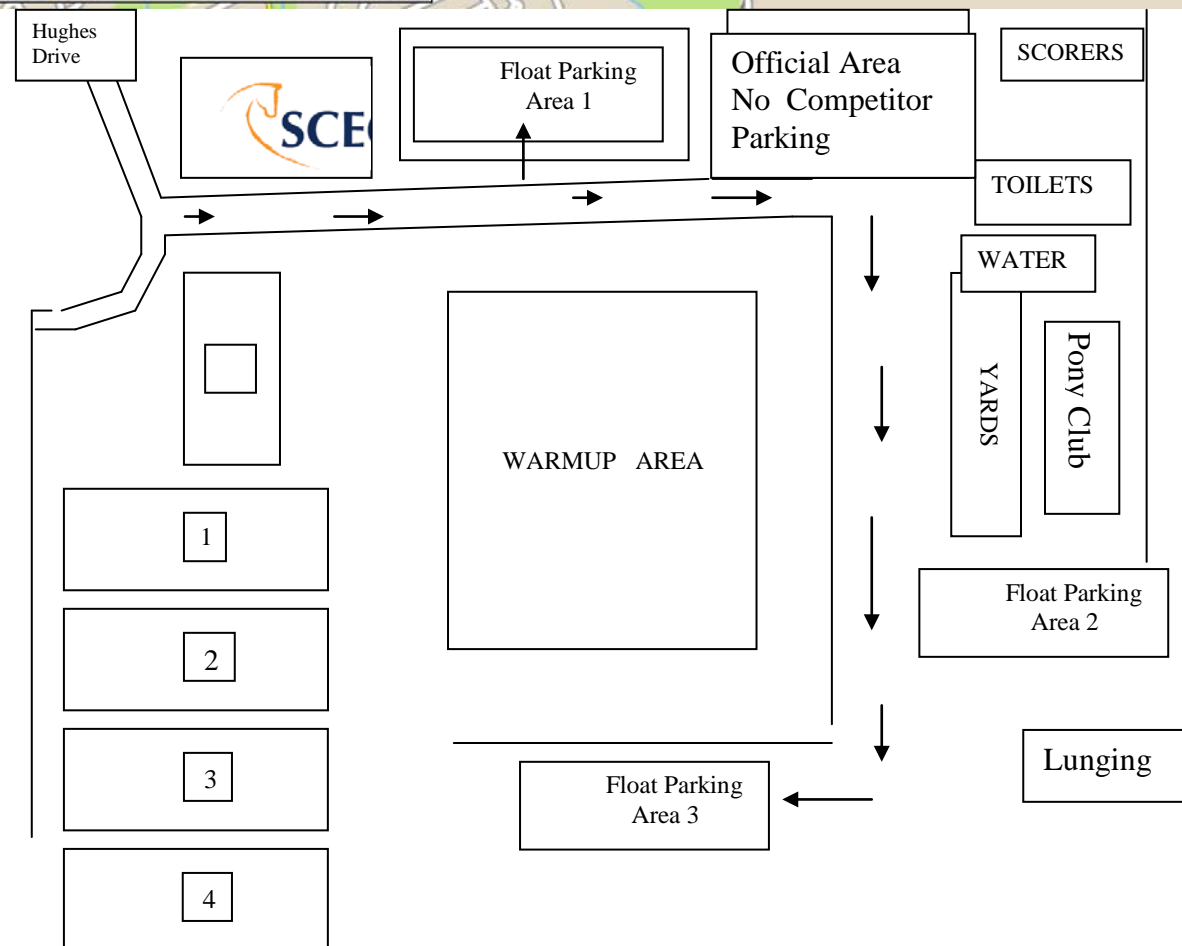 Hughes
Drive
SCE
Float Parking
Area 1
Official Area
No Competitor
Parking
SCORERS
TOILETS
WATER
YARDS
Pony Club
WARMUP AREA
1
2
3
4
Float Parking
Area 2
Lunging
Float Parking
Area 3